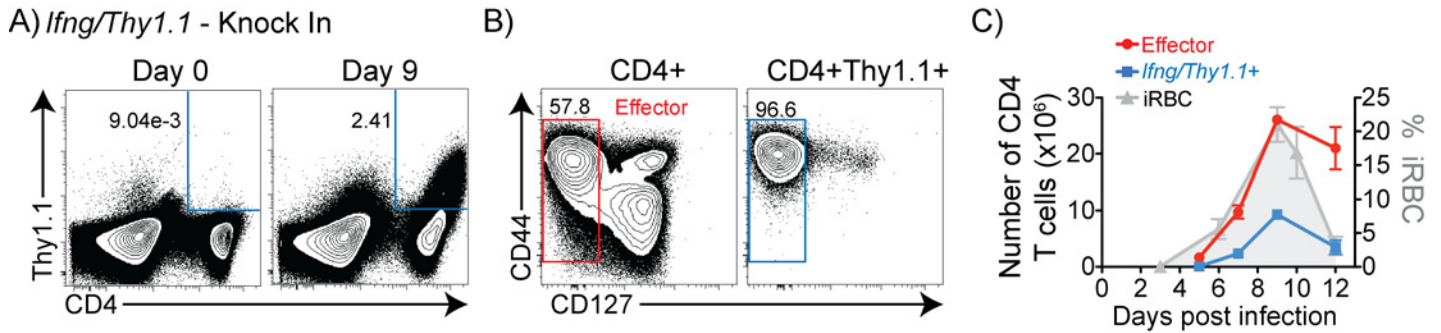 A) Ifng/Thy1.1 - Knock In
Day 0
Day 9
9.04e-3
2.41
Thy1.1
CD4
B)
CD4+
CD4+Thy1.1+
57.8
Effector
96.6
CD44
CD127
C)
Effector
Ifng/Thy1.1+
iRBC
Number of CD4
T cells (x10⁶)
30
20
10
0
25
20
15
10
5
0
% iRBC
0 2 4 6 8 10 12
Days post infection